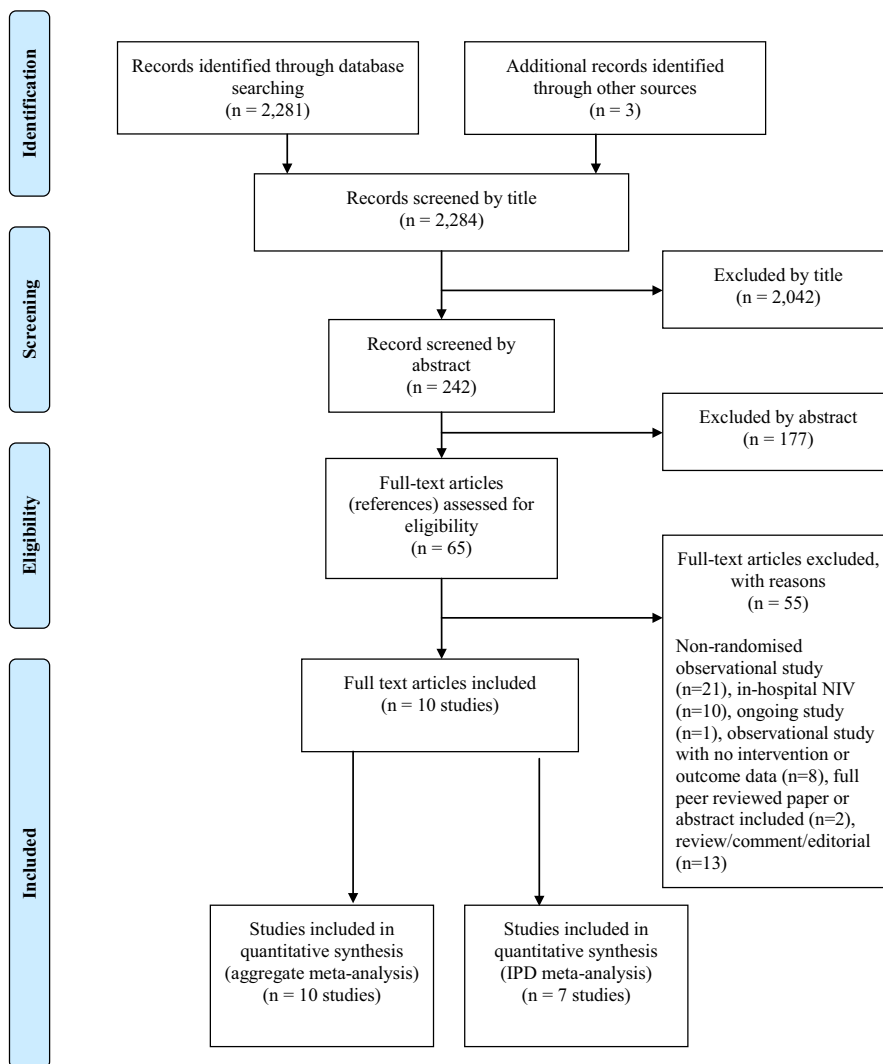 Identification
Records identified through database
searching
(n = 2,281)
Additional records identified
through other sources
(n = 3)
Records screened by title
(n = 2,284)
Screening
Excluded by title
(n = 2,042)
Record screened by
abstract
(n = 242)
Excluded by abstract
(n = 177)
Eligibility
Full-text articles
(references) assessed for
eligibility
(n = 65)
Full-text articles excluded,
with reasons
(n = 55)
Non-randomised
observational study
(n=21), in-hospital NIV
(n=10), ongoing study
(n=1), observational study
with no intervention or
outcome data (n=8), full
peer reviewed paper or
abstract included (n=2),
review/comment/editorial
(n=13)
Included
Full text articles included
(n = 10 studies)
Studies included in
quantitative synthesis
(aggregate meta-analysis)
n = 10 studies)
Studies included in
quantitative synthesis
(IPD meta-analysis)
(n = 7 studies)